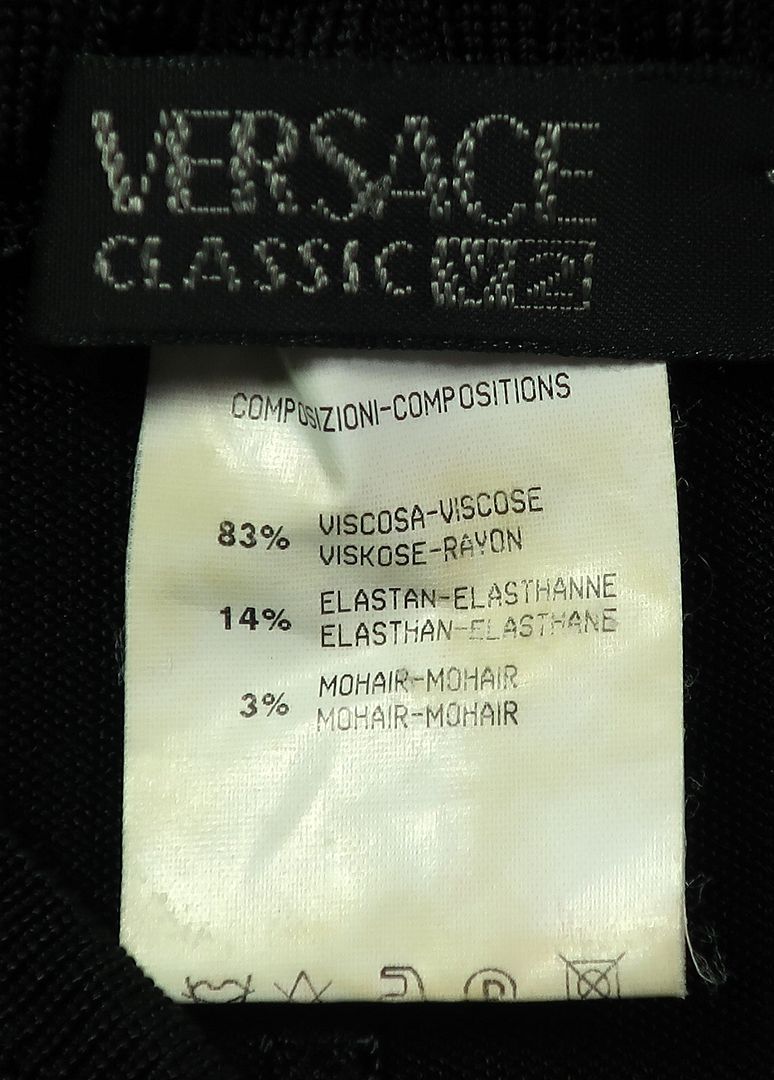 VERSACE
CLASSIC V2
COMPOSIZIONI-COMPOSITIONS
83% VISCOSA-VISCOSE
VISKOSE-RAYON
14% ELASTAN-ELASTHANNE
ELASTHAN-ELASTHANE
3% MOHAIR-MOHAIR
MOHAIR-MOHAIR
P